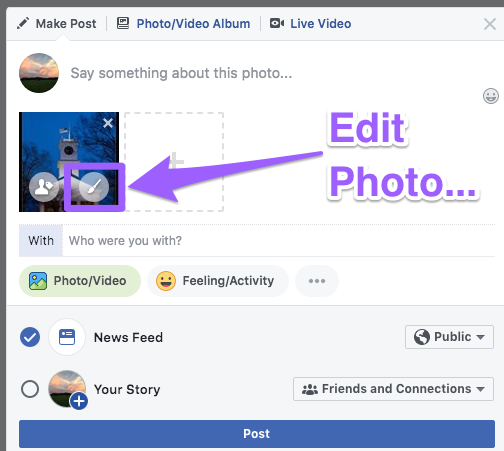 Make Post
Photo/Video Album
Live Video
Say something about this photo...
Edit
Photo...
With Who were you with?
Photo/Video
Feeling/Activity
News Feed
Public
Your Story
Friends and Connections
Post